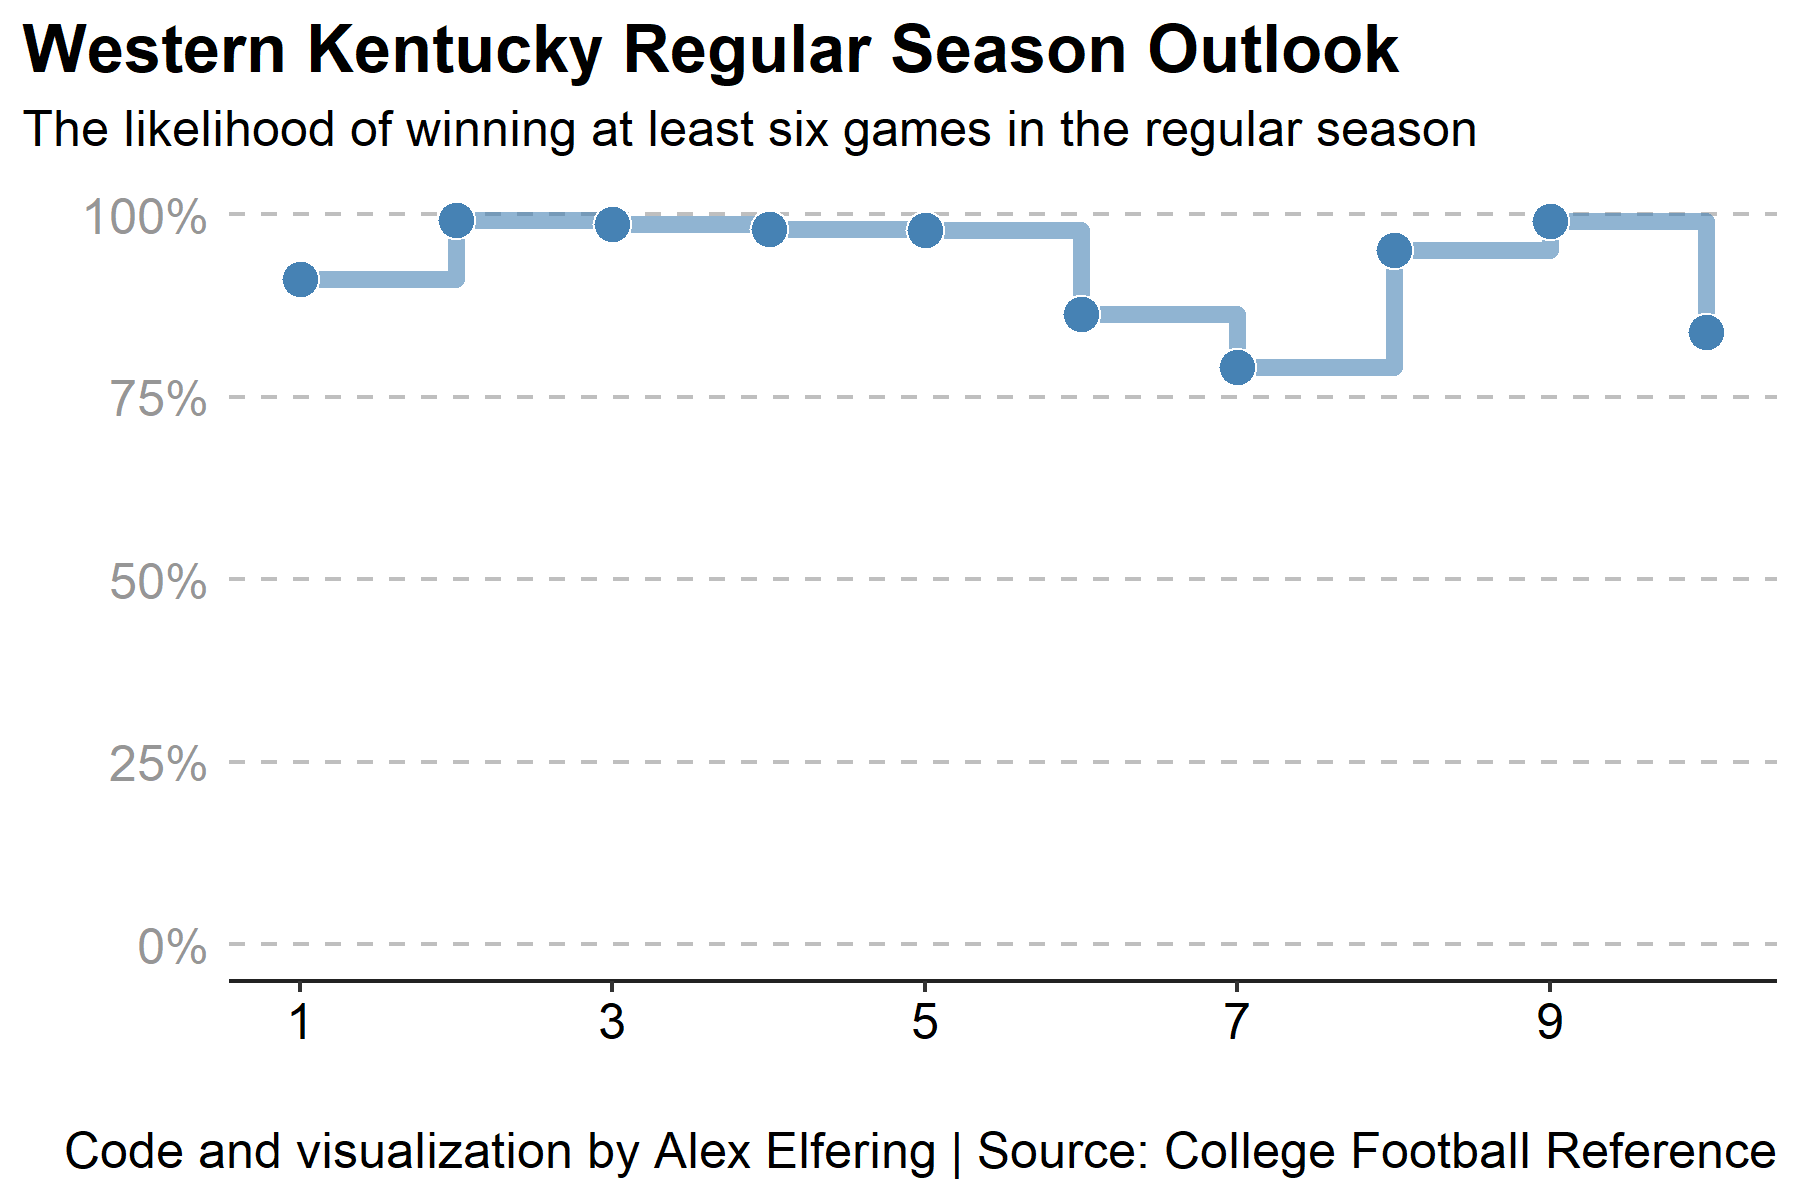 Western Kentucky Regular Season Outlook
The likelihood of winning at least six games in the regular season
100%
75%
50%
25%
0%
1 3 5 7 9
Code and visualization by Alex Elfering | Source: College Football Reference